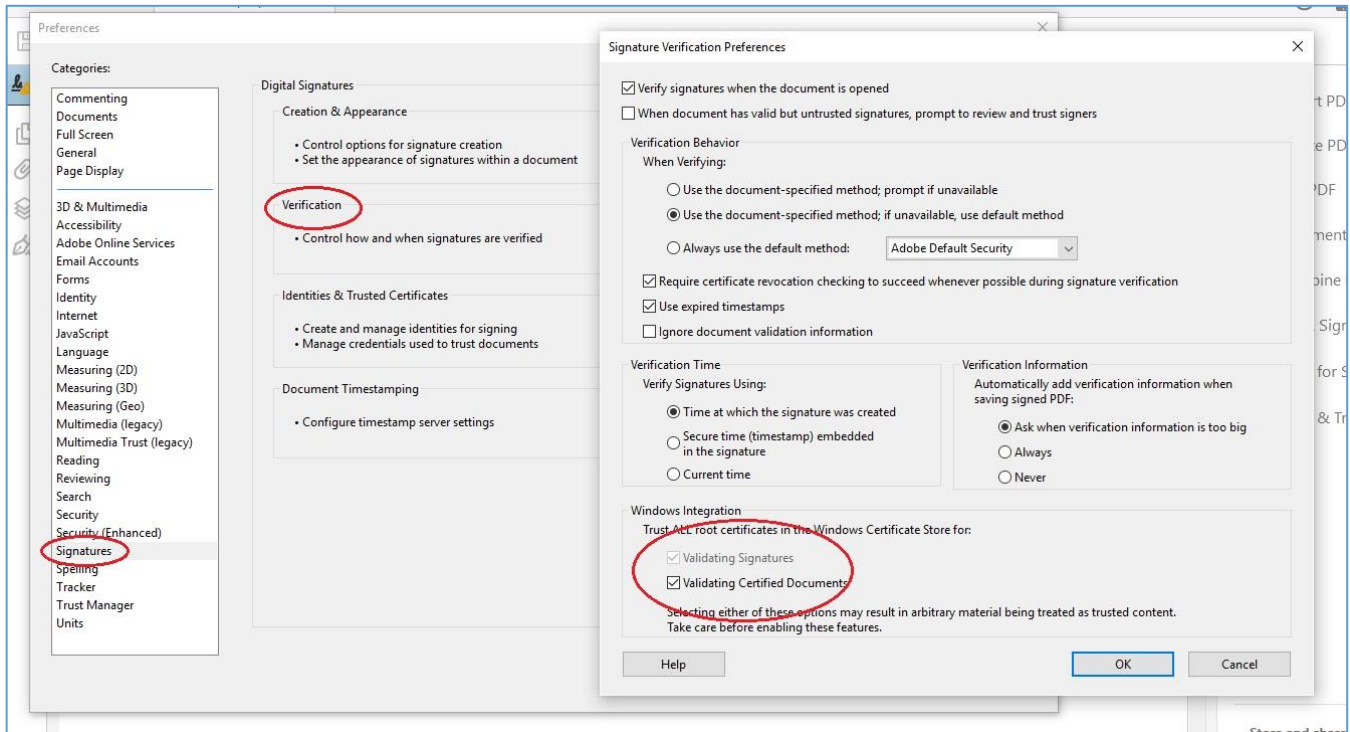 Preferences
Categories:
Commenting
Documents
Full Screen
General
Page Display
3D & Multimedia
Accessibility
Adobe Online Services
Email Accounts
Forms
Identity
Internet
JavaScript
Language
Measuring (2D)
Measuring (3D)
Measuring (Geo)
Multimedia (legacy)
Multimedia Trust (legacy)
Reading
Reviewing
Search
Security
Security (Enhanced)
Signatures
Spelling
Tracker
Trust Manager
Units
Digital Signatures
Creation & Appearance
• Control options for signature creation
• Set the appearance of signatures within a document
Verification
• Control how and when signatures are verified
Identities & Trusted Certificates
• Create and manage identities for signing
• Manage credentials used to trust documents
Document Timestamping
• Configure timestamp server settings
Signature Verification Preferences
Verify signatures when the document is opened
When document has valid but untrusted signatures, prompt to review and trust signers
Verification Behavior
When Verifying:
Use the document-specified method; prompt if unavailable
Use the document-specified method; if unavailable, use default method
Always use the default method: Adobe Default Security
Require certificate revocation checking to succeed whenever possible during signature verification
Use expired timestamps
Ignore document validation information
Verification Time
Verify Signatures Using:
Time at which the signature was created
Secure time (timestamp) embedded
in the signature
Current time
Verification Information
Automatically add verification information when
saving signed PDF:
Ask when verification information is too big
Always
Never
Windows Integration
Trust ALL root certificates in the Windows Certificate Store for:
Validating Signatures
Validating Certified Documents
Selecting either of these options may result in arbitrary material being treated as trusted content.
Take care before enabling these features.
Help
OK
Cancel